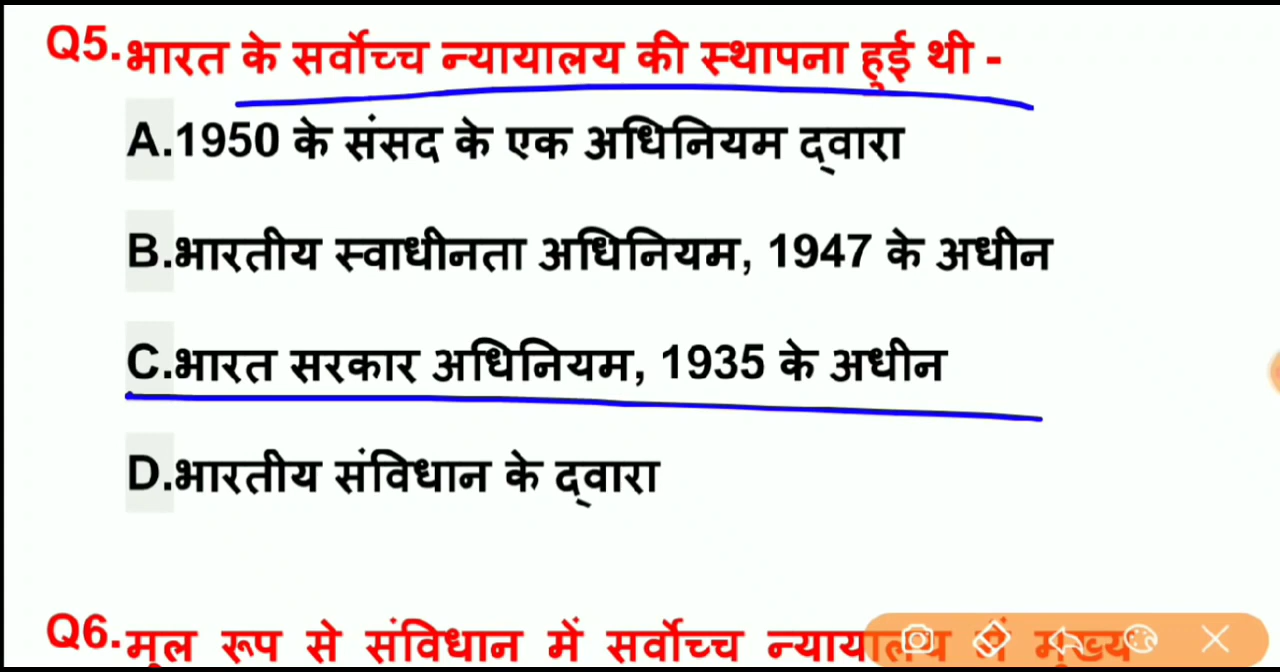 Q5.भारत के सर्वोच्च न्यायालय की स्थापना हुई थी -
A.1950 के संसद के एक अधिनियम द्वारा
B.भारतीय स्वाधीनता अधिनियम, 1947 के अधीन
C.भारत सरकार अधिनियम, 1935 के अधीन
D.भारतीय संविधान के द्वारा
Q6.मूल रूप से संविधान में सर्वोच्च न्यायालय में मुख्य